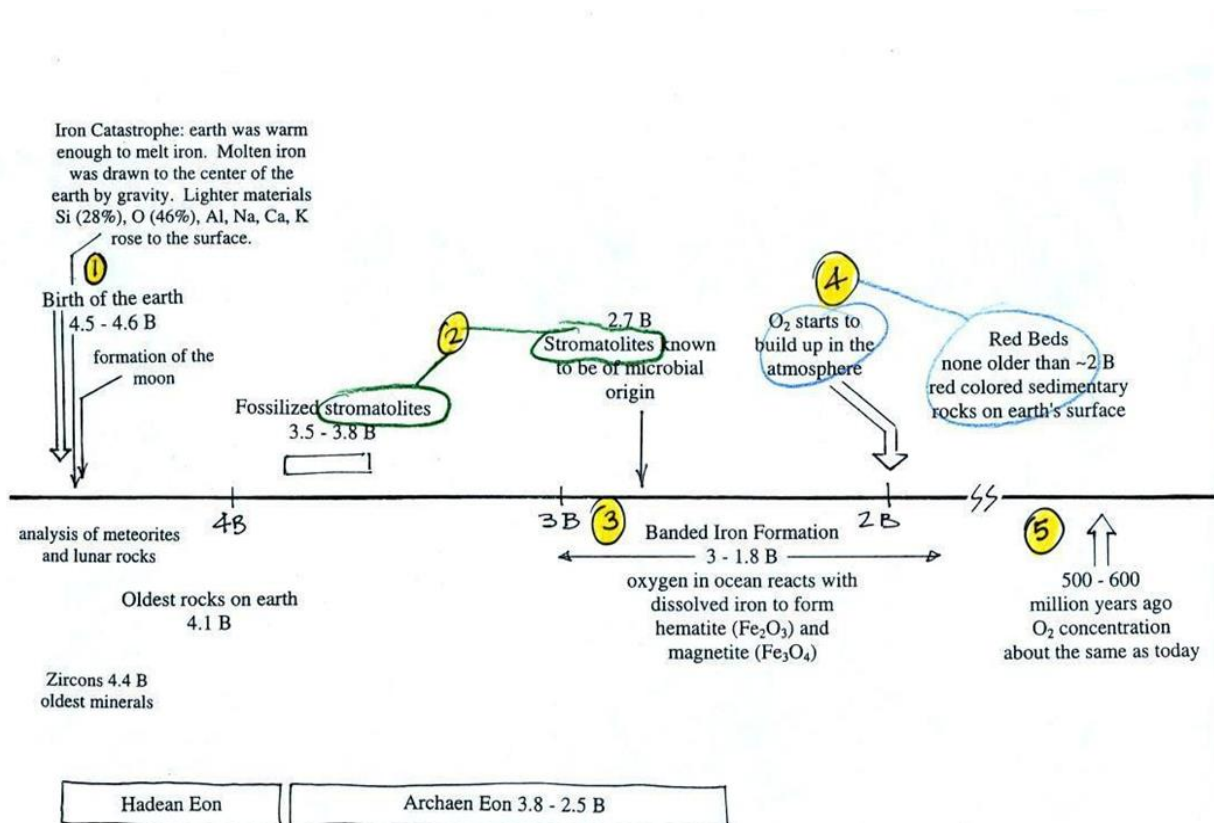 Iron Catastrophe: earth was warm
enough to melt iron. Molten iron
was drawn to the center of the
earth by gravity. Lighter materials
Si (28%), O (46%), Al, Na, Ca, K
rose to the surface.
1
Birth of the earth
4.5 - 4.6 B
formation of the
moon
2
Fossilized stromatolites
3.5 - 3.8 B
2.7 B
Stromatolites known
to be of microbial
origin
4
O₂ starts to
build up in the
atmosphere
Red Beds
none older than ~2 B
red colored sedimentary
rocks on earth's surface
4B
3B
2B
analysis of meteorites
and lunar rocks
Oldest rocks on earth
4.1 B
Zircons 4.4 B
oldest minerals
3
Banded Iron Formation
3 - 1.8 B
oxygen in ocean reacts with
dissolved iron to form
hematite (Fe₂O₃) and
magnetite (Fe₃O₄)
5
500 - 600
million years ago
O₂ concentration
about the same as today
Hadean Eon
Archaen Eon 3.8 - 2.5 B